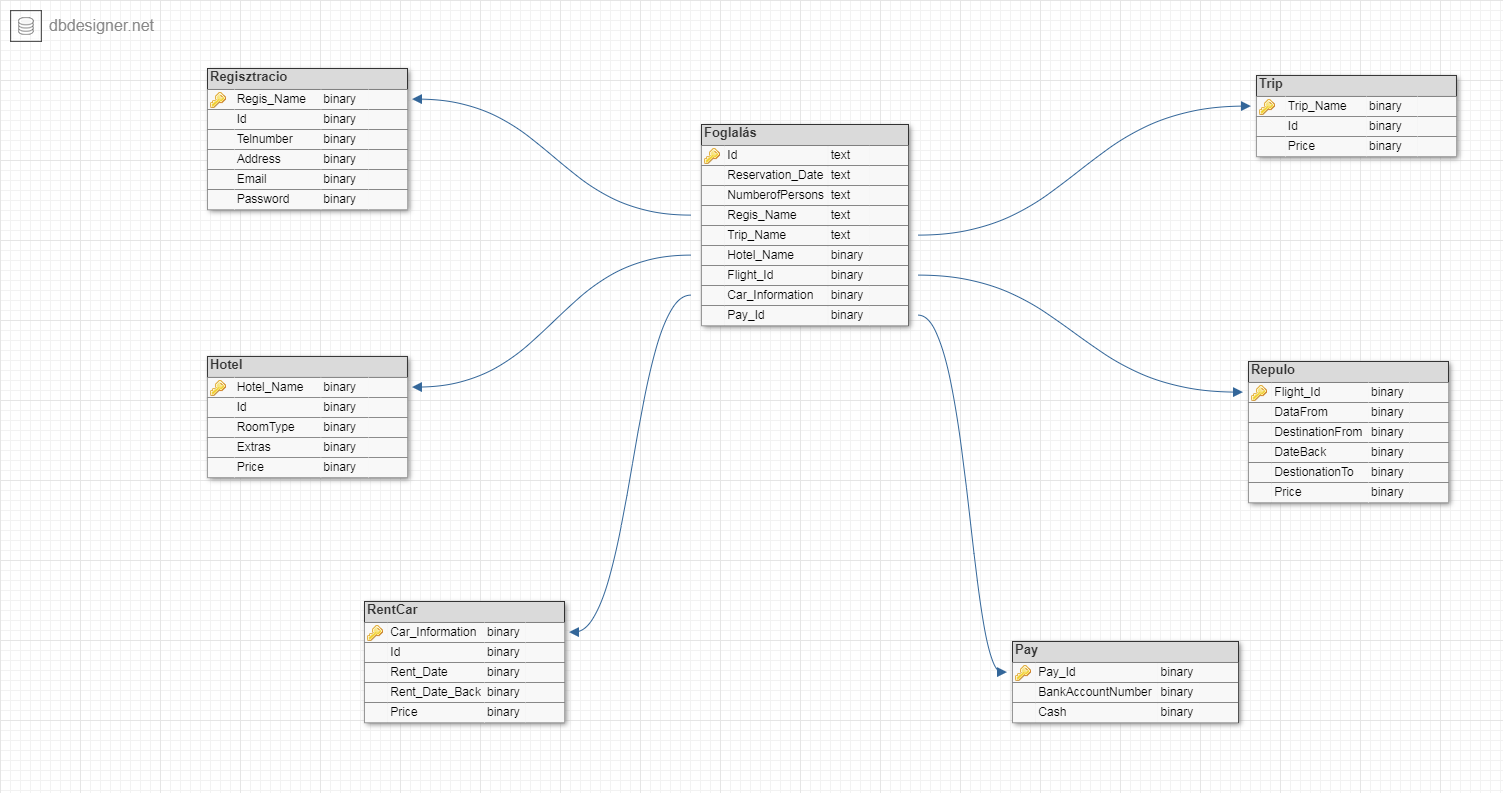 dbdesigner.net
Regisztracio
Regis_Name binary
Id binary
Telnumber binary
Address binary
Email binary
Password binary
Foglalás
Id text
Reservation_Date text
NumberofPersons text
Regis_Name text
Trip_Name text
Hotel_Name binary
Flight_Id binary
Car_Information binary
Pay_Id binary
Trip
Trip_Name binary
Id binary
Price binary
Hotel
Hotel_Name binary
Id binary
RoomType binary
Extras binary
Price binary
Repulo
Flight_Id binary
DataFrom binary
DestinationFrom binary
DateBack binary
DestionationTo binary
Price binary
RentCar
Car_Information binary
Id binary
Rent_Date binary
Rent_Date_Back binary
Price binary
Pay
Pay_Id binary
BankAccountNumber binary
Cash binary